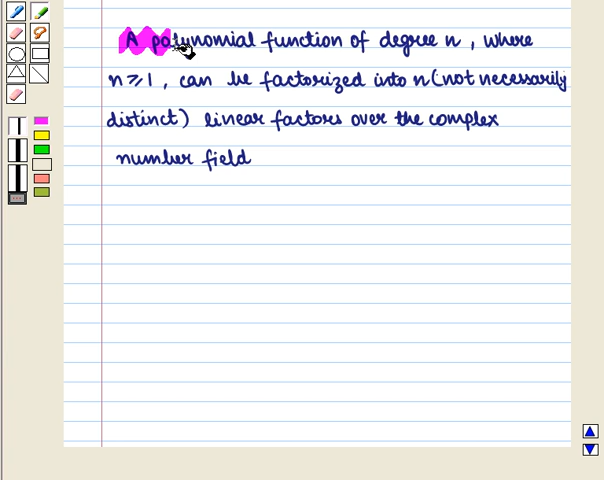 A polynomial function of degree n, where
n ≥ 1, can be factorized into n (not necessarily
distinct) linear factors over the complex
number field